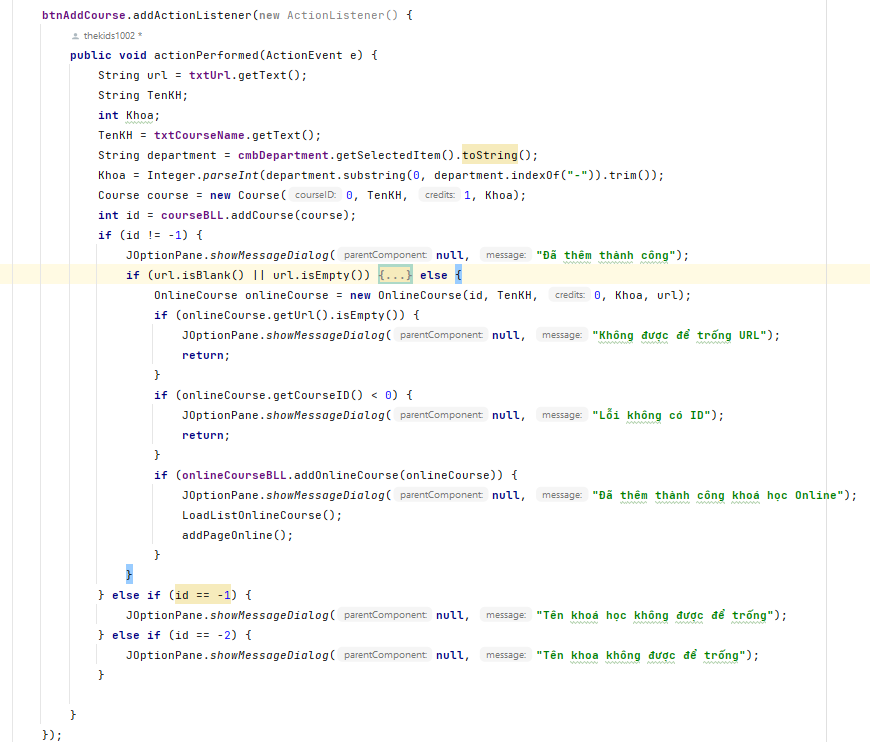 btnAddCourse.addActionListener(new ActionListener() {
thekids1002 *
public void actionPerformed(ActionEvent e) {
String url = txtUrl.getText();
String TenKH;
int Khoa;
TenKH = txtCourseName.getText();
String department = cmbDepartment.getSelectedItem().toString();
Khoa = Integer.parseInt(department.substring(0, department.indexOf("-")).trim());
Course course = new Course( courseID: 0, TenKH, credits: 1, Khoa);
int id = courseBLL.addCourse(course);
if (id != -1) {
JOptionPane.showMessageDialog( parentComponent: null, message: "Đã thêm thành công");
if (url.isBlank() || url.isEmpty()) {...} else {
OnlineCourse onlineCourse = new OnlineCourse(id, TenKH, credits: 0, Khoa, url);
if (onlineCourse.getUrl().isEmpty()) {
JOptionPane.showMessageDialog( parentComponent: null, message: "Không được để trống URL");
return;
}
if (onlineCourse.getCourseID() < 0) {
JOptionPane.showMessageDialog( parentComponent: null, message: "Lỗi không có ID");
return;
}
if (onlineCourseBLL.addOnlineCourse(onlineCourse)) {
JOptionPane.showMessageDialog( parentComponent: null, message: "Đã thêm thành công khoá học Online");
LoadListOnlineCourse();
addPageOnline();
}
}
} else if (id == -1) {
JOptionPane.showMessageDialog( parentComponent: null, message: "Tên khoá học không được để trống");
} else if (id == -2) {
JOptionPane.showMessageDialog( parentComponent: null, message: "Tên khoa không được để trống");
}
}
});